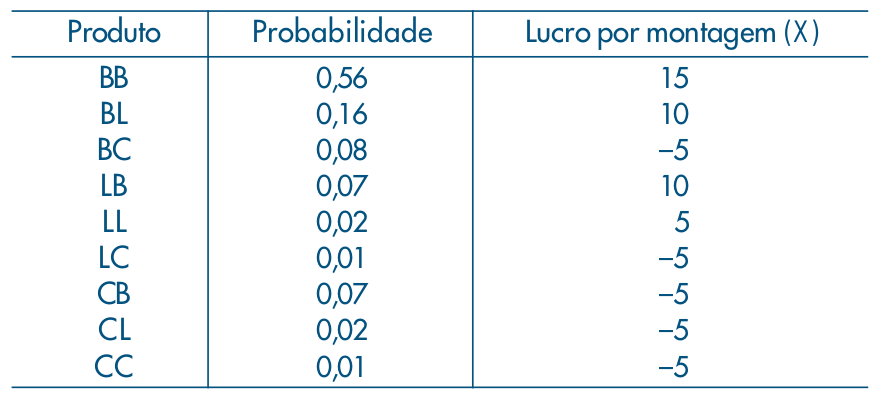 Produto Probabilidade Lucro por montagem (X)
BB 0,56 15
BL 0,16 10
BC 0,08 –5
LB 0,07 10
LL 0,02 5
LC 0,01 –5
CB 0,07 –5
CL 0,02 –5
CC 0,01 –5